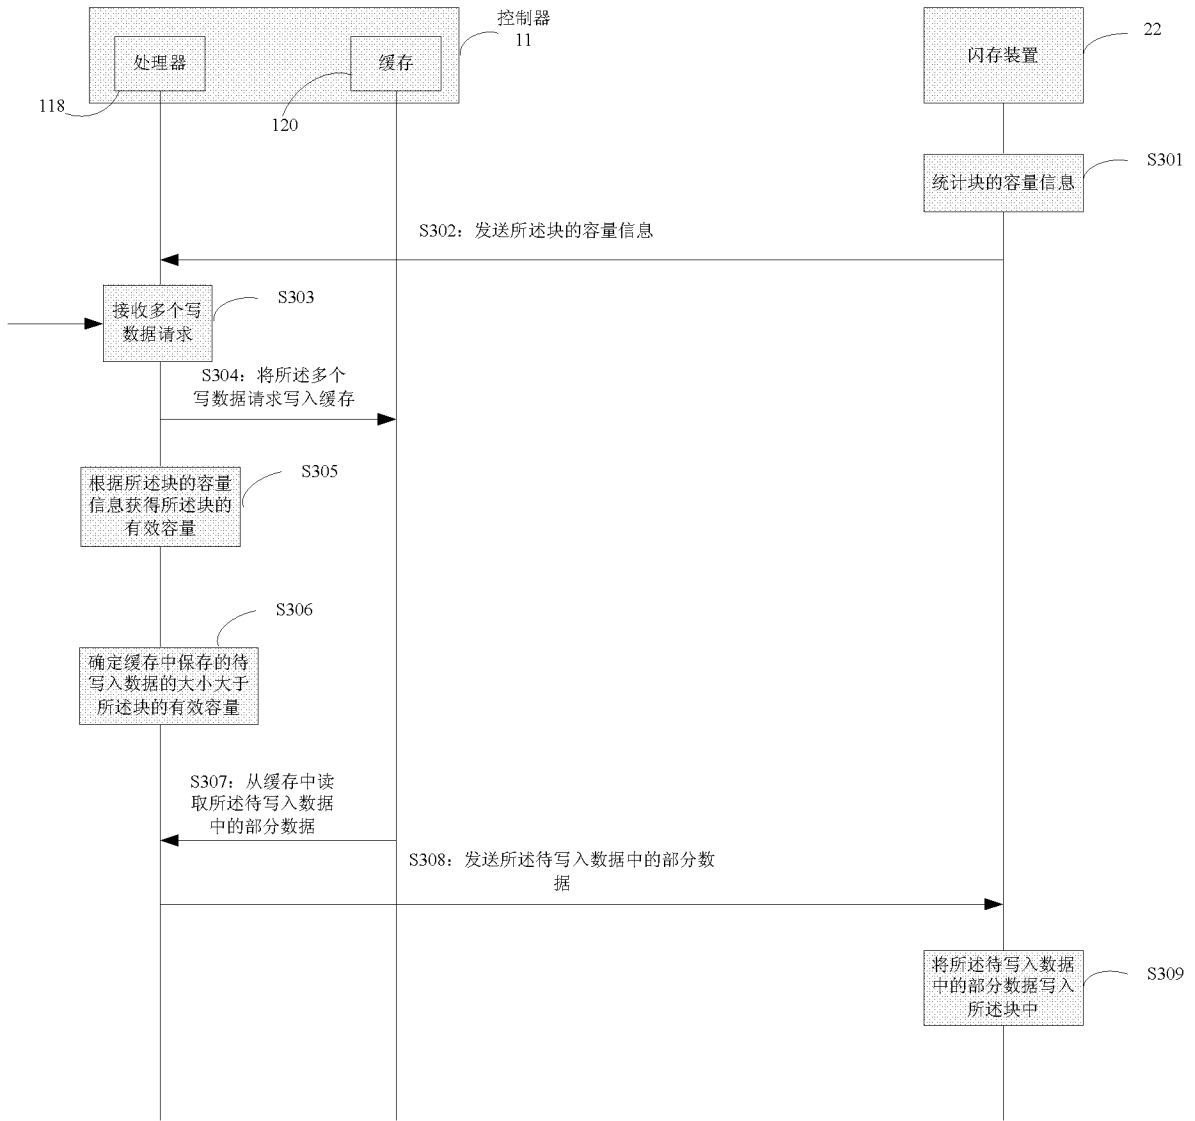 控制器
11
处理器
缓存
闪存装置
22
118
120
S301
统计块的容量信息
S302：发送所述块的容量信息
S303
接收多个写
数据请求
S304：将所述多个
写数据请求写入缓存
S305
根据所述块的容量
信息获得所述块的
有效容量
S306
确定缓存中保存的待
写入数据的大小大于
所述块的有效容量
S307：从缓存中读
取所述待写入数据
中的部分数据
S308：发送所述待写入数据中的部分数
据
将所述待写入数据
中的部分数据写入
所述块中
S309